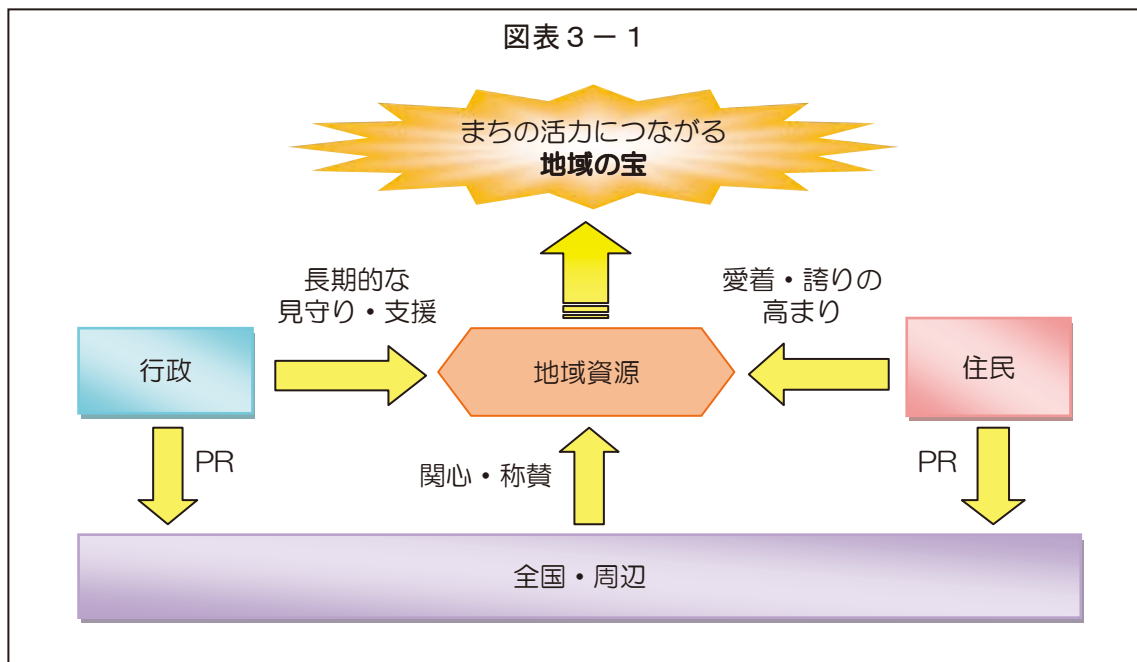 図表３－１
まちの活力につながる
地域の宝
長期的な
見守り・支援
愛着・誇りの
高まり
行政
地域資源
住民
PR
関心・称賛
PR
全国・周辺